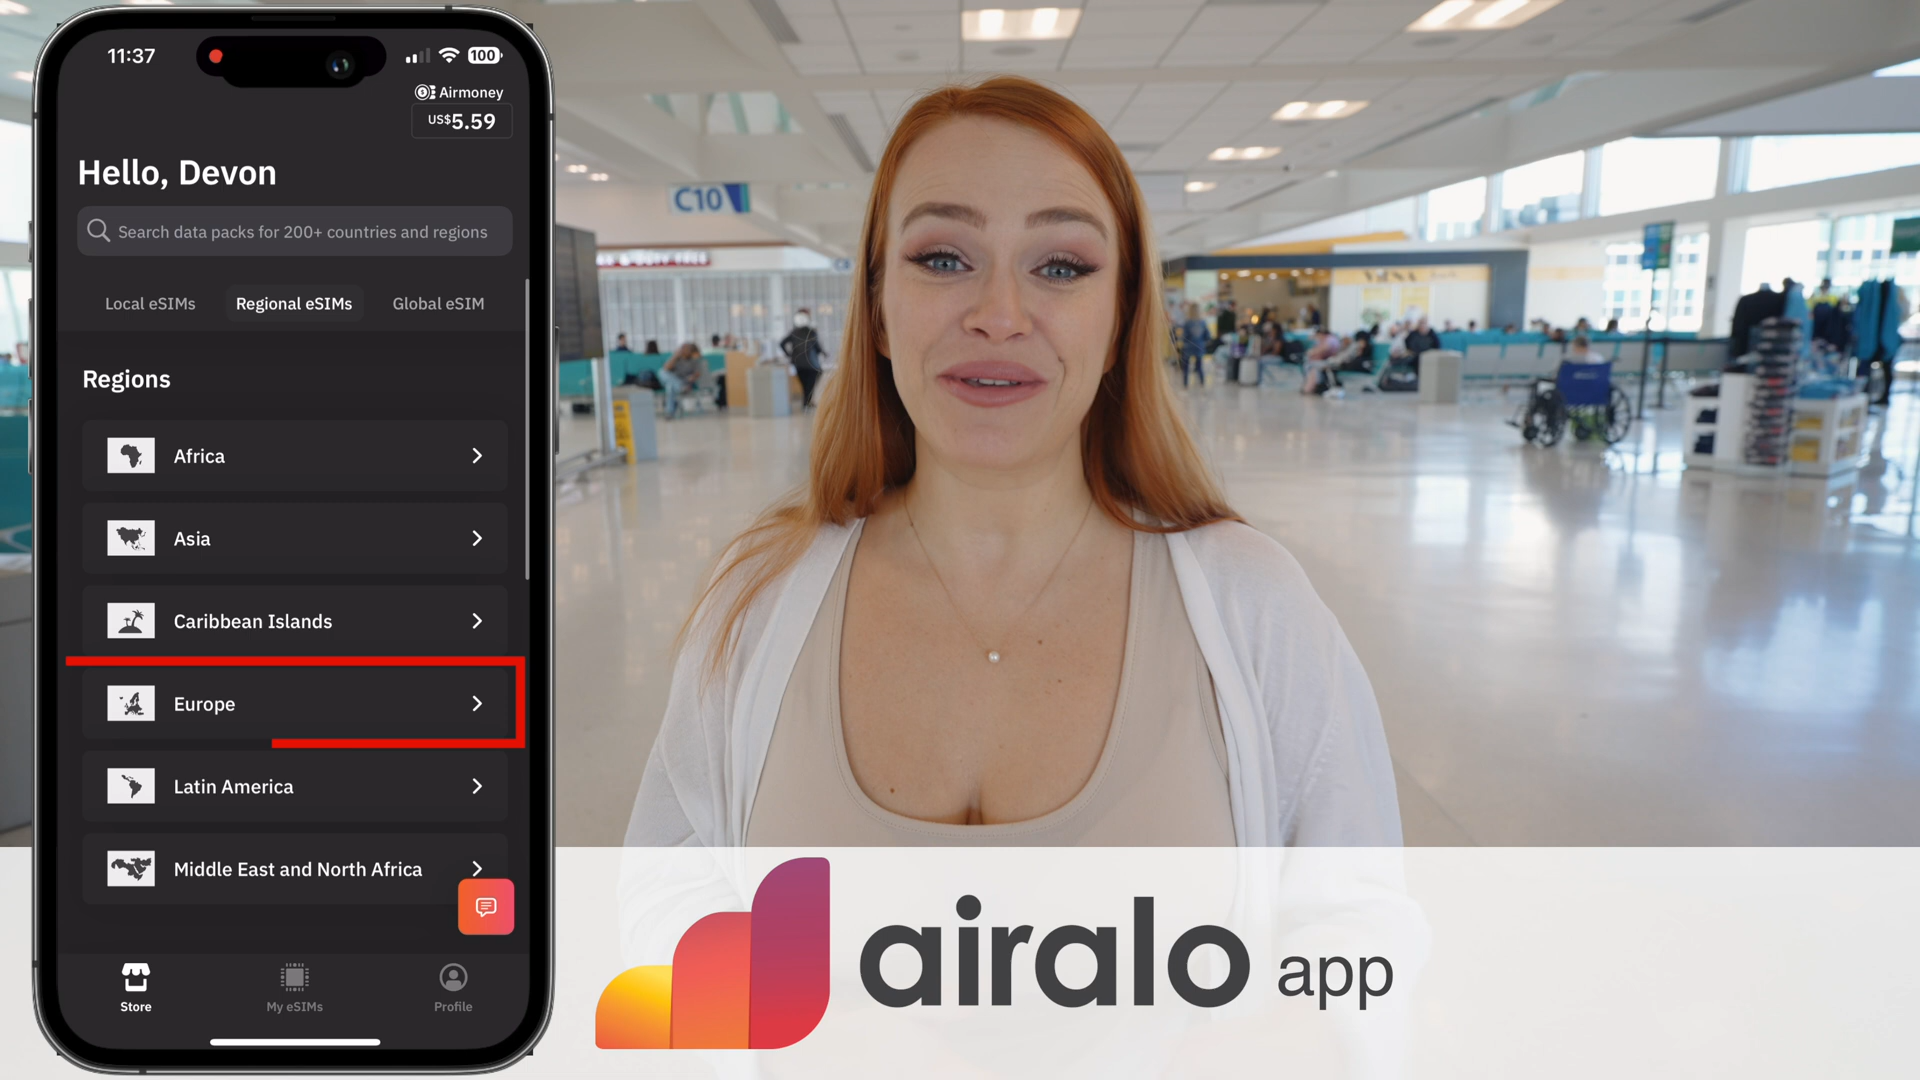 11:37
100
Airmoney
US$5.59
Hello, Devon
Search data packs for 200+ countries and regions
Local eSIMs
Regional eSIMs
Global eSIM
Regions
Africa
Asia
Caribbean Islands
Europe
Latin America
Middle East and North Africa
Store
My eSIMs
Profile
C10
airalo app